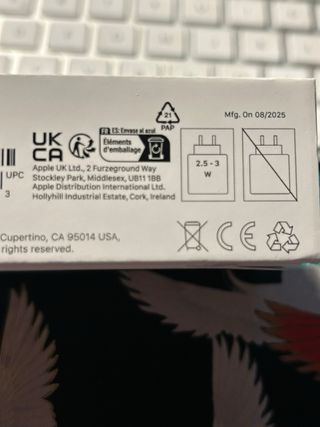 21
PAP
Mfg. On 08/2025
UK
CA
FR ES: Envase al azul
Éléments
d'emballage
2.5 - 3
W
UPC
3
Apple UK Ltd., 2 Furzeground Way
Stockley Park, Middlesex, UB11 1BB
Apple Distribution International Ltd.
Hollyhill Industrial Estate, Cork, Ireland
CE
Cupertino, CA 95014 USA,
rights reserved.